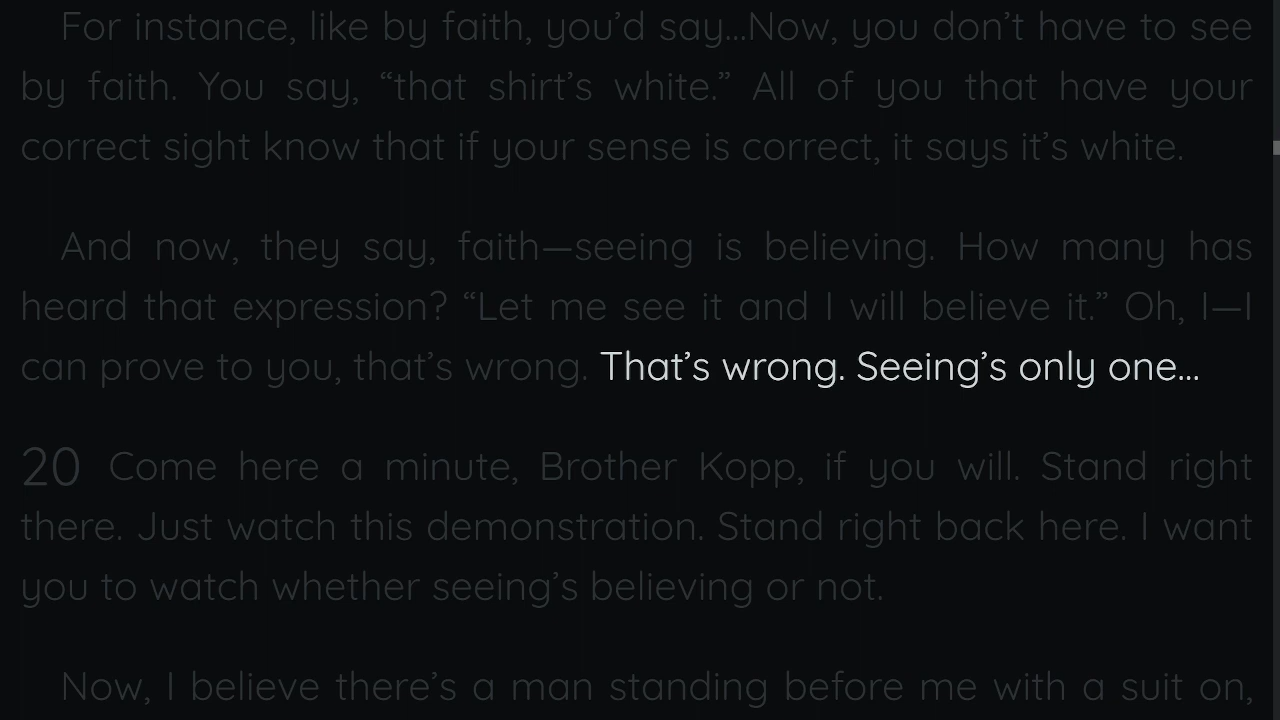 For instance, like by faith, you’d say...Now, you don’t have to see
by faith. You say, “that shirt’s white.” All of you that have your
correct sight know that if your sense is correct, it says it’s white.
And now, they say, faith—seeing is believing. How many has
heard that expression? “Let me see it and I will believe it.” Oh, I—I
can prove to you, that’s wrong. That’s wrong. Seeing’s only one...
20 Come here a minute, Brother Kopp, if you will. Stand right
there. Just watch this demonstration. Stand right back here. I want
you to watch whether seeing’s believing or not.
Now, I believe there’s a man standing before me with a suit on,